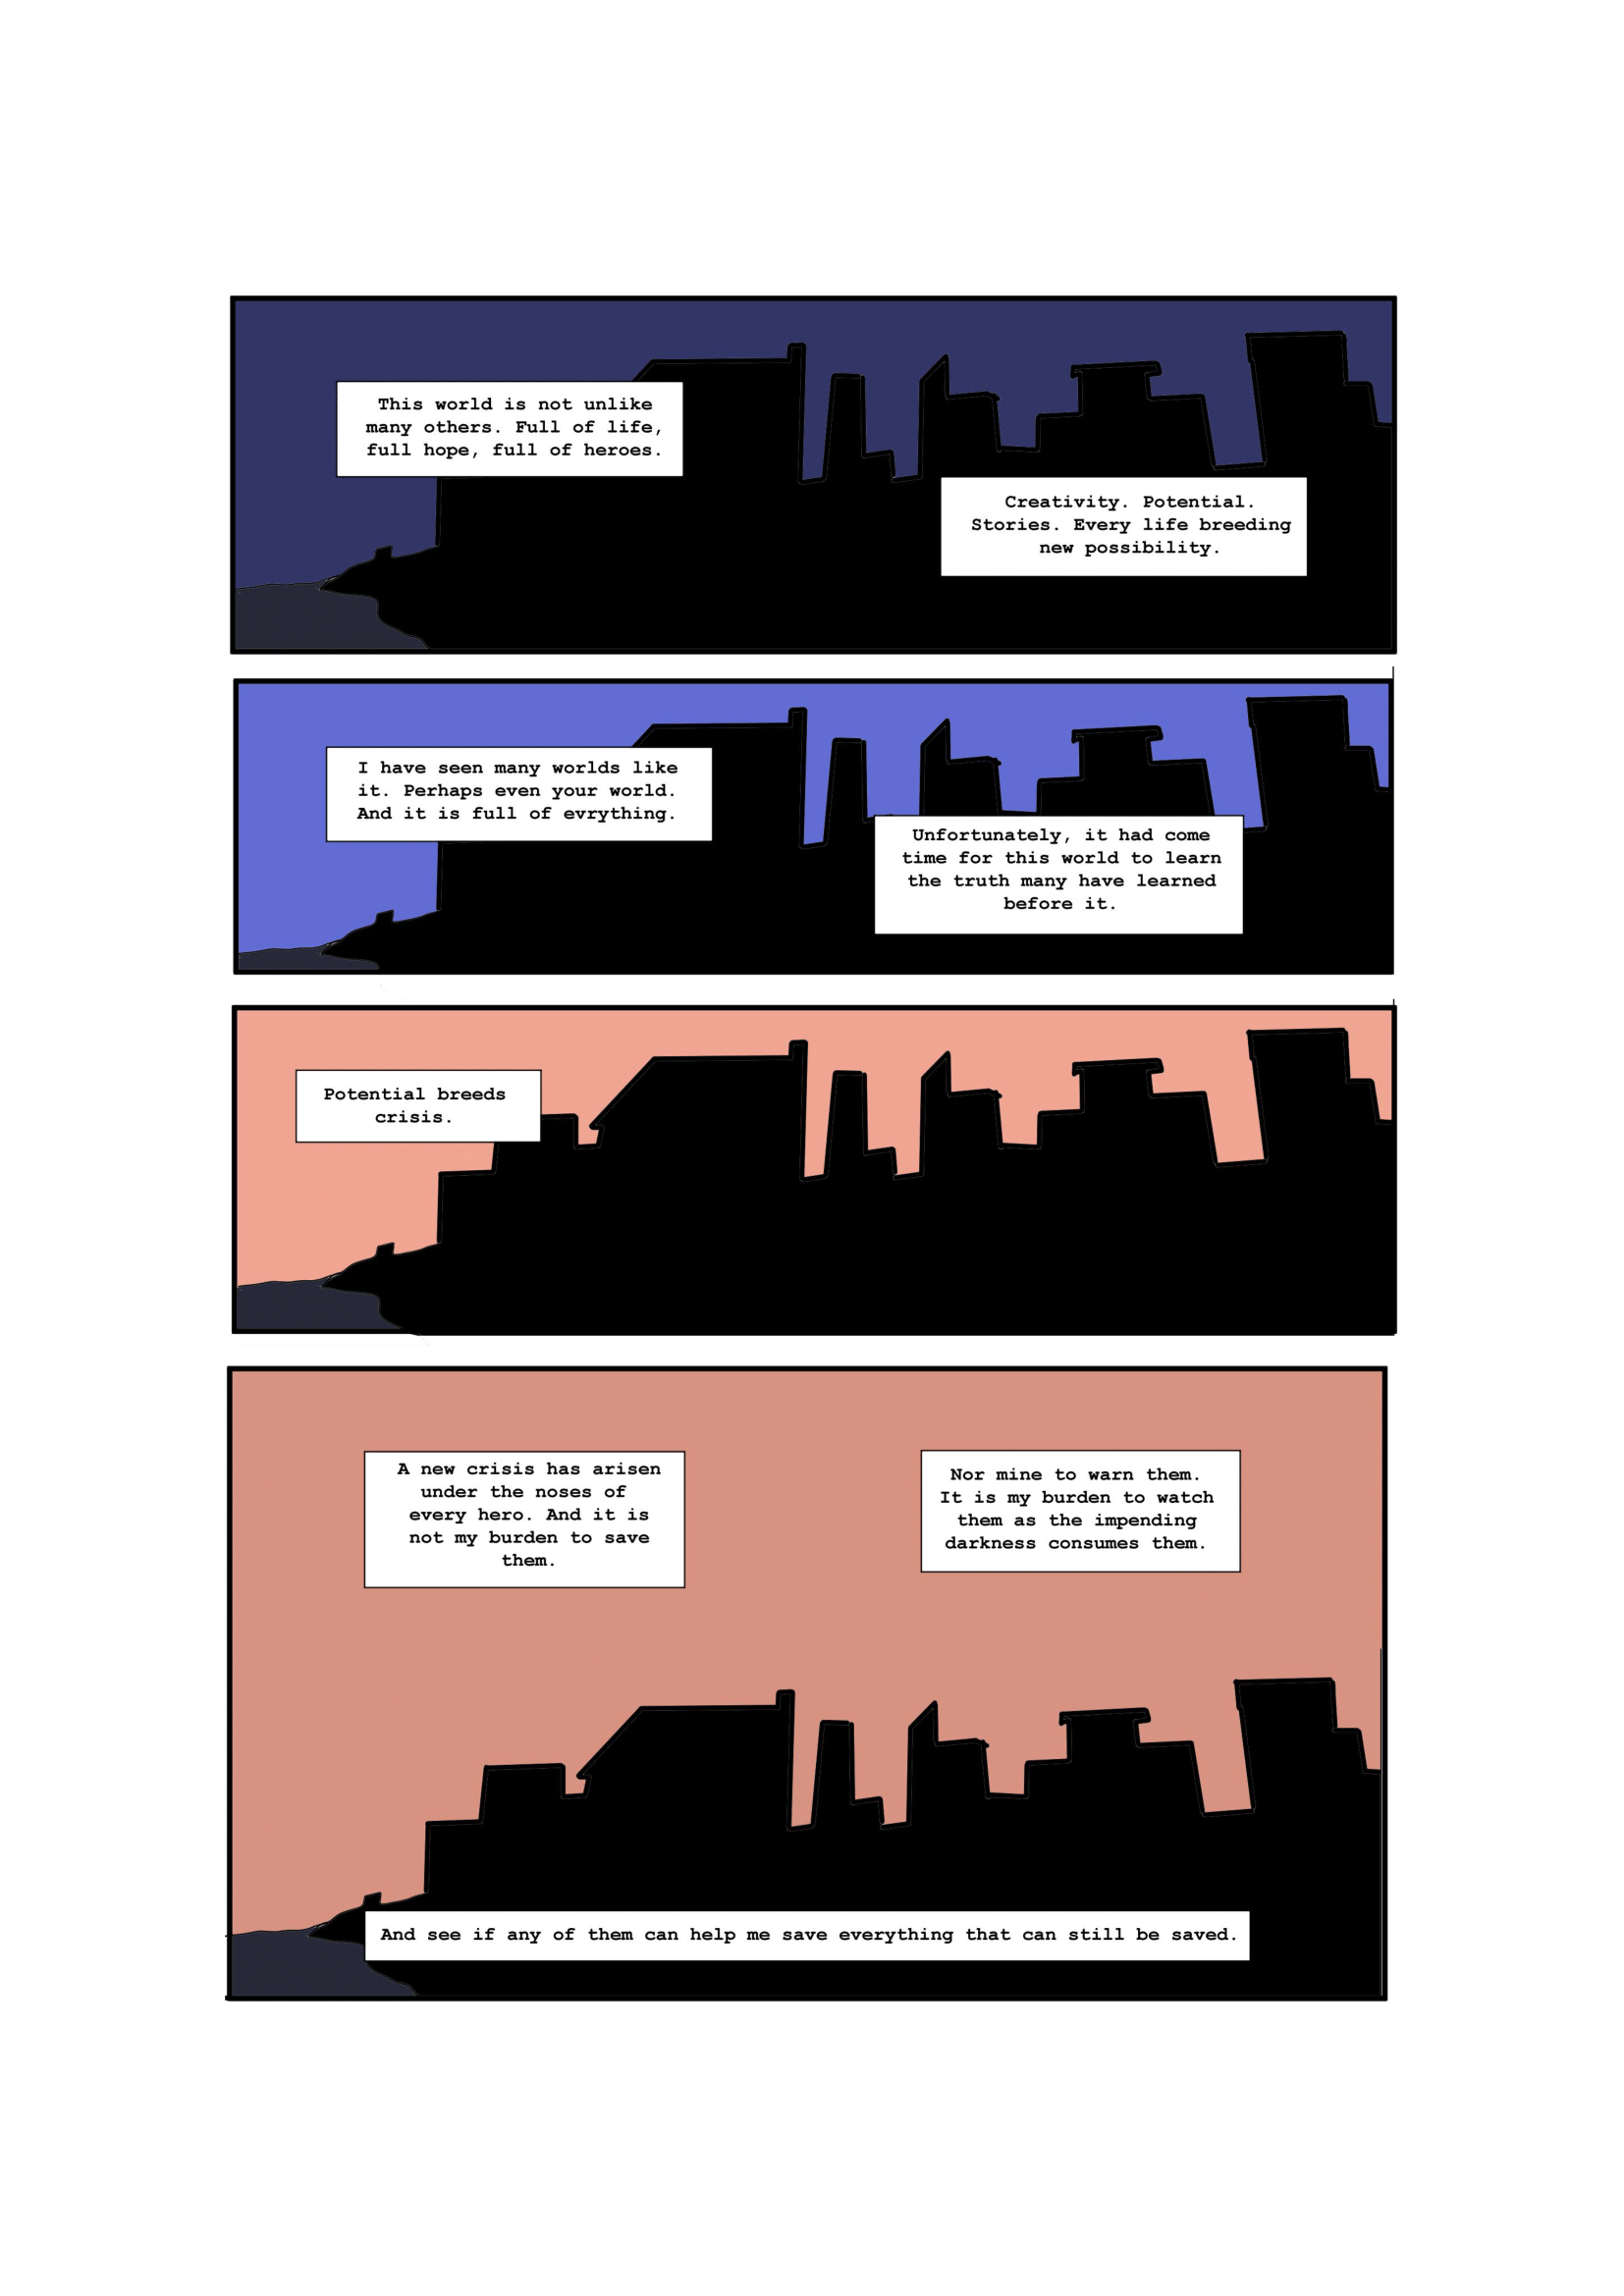 This world is not unlike
many others. Full of life,
full hope, full of heroes.
Creativity. Potential.
Stories. Every life breeding
new possibility.
I have seen many worlds like
it. Perhaps even your world.
And it is full of evrything.
Unfortunately, it had come
time for this world to learn
the truth many have learned
before it.
Potential breeds
crisis.
A new crisis has arisen
under the noses of
every hero. And it is
not my burden to save
them.
Nor mine to warn them.
It is my burden to watch
them as the impending
darkness consumes them.
And see if any of them can help me save everything that can still be saved.